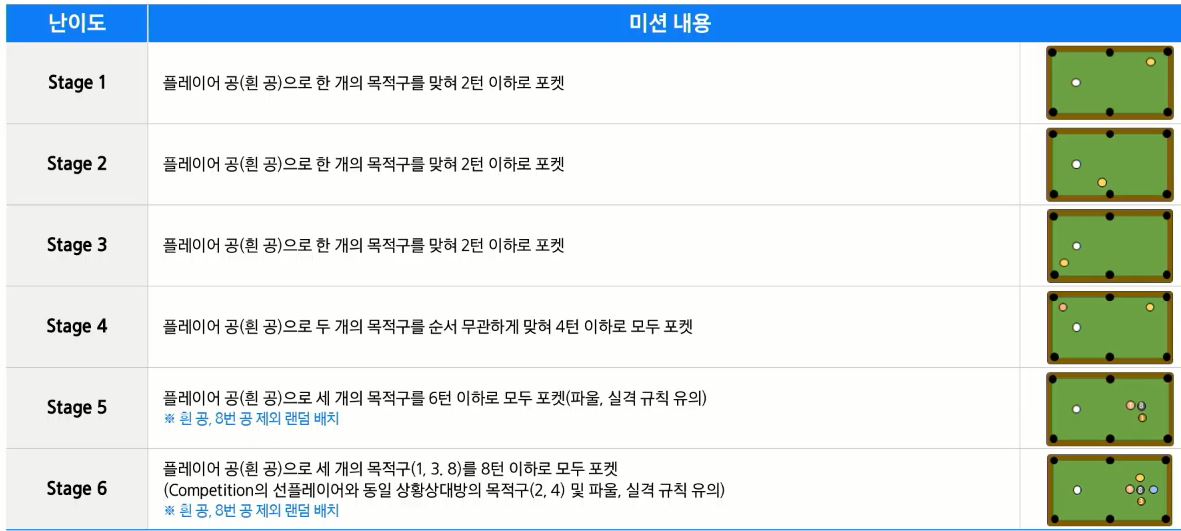 난이도 미션 내용
Stage 1 플레이어 공(흰 공)으로 한 개의 목적구를 맞혀 2턴 이하로 포켓
Stage 2 플레이어 공(흰 공)으로 한 개의 목적구를 맞혀 2턴 이하로 포켓
Stage 3 플레이어 공(흰 공)으로 한 개의 목적구를 맞혀 2턴 이하로 포켓
Stage 4 플레이어 공(흰 공)으로 두 개의 목적구를 순서 무관하게 맞혀 4턴 이하로 모두 포켓
Stage 5 플레이어 공(흰 공)으로 세 개의 목적구를 6턴 이하로 모두 포켓(파울, 실격 규칙 유의)
※ 흰 공, 8번 공 제외 랜덤 배치
Stage 6 플레이어 공(흰 공)으로 세 개의 목적구(1, 3. 8)를 8턴 이하로 모두 포켓
(Competition의 선플레이어와 동일 상황상대방의 목적구(2, 4) 및 파울, 실격 규칙 유의)
※ 흰 공, 8번 공 제외 랜덤 배치